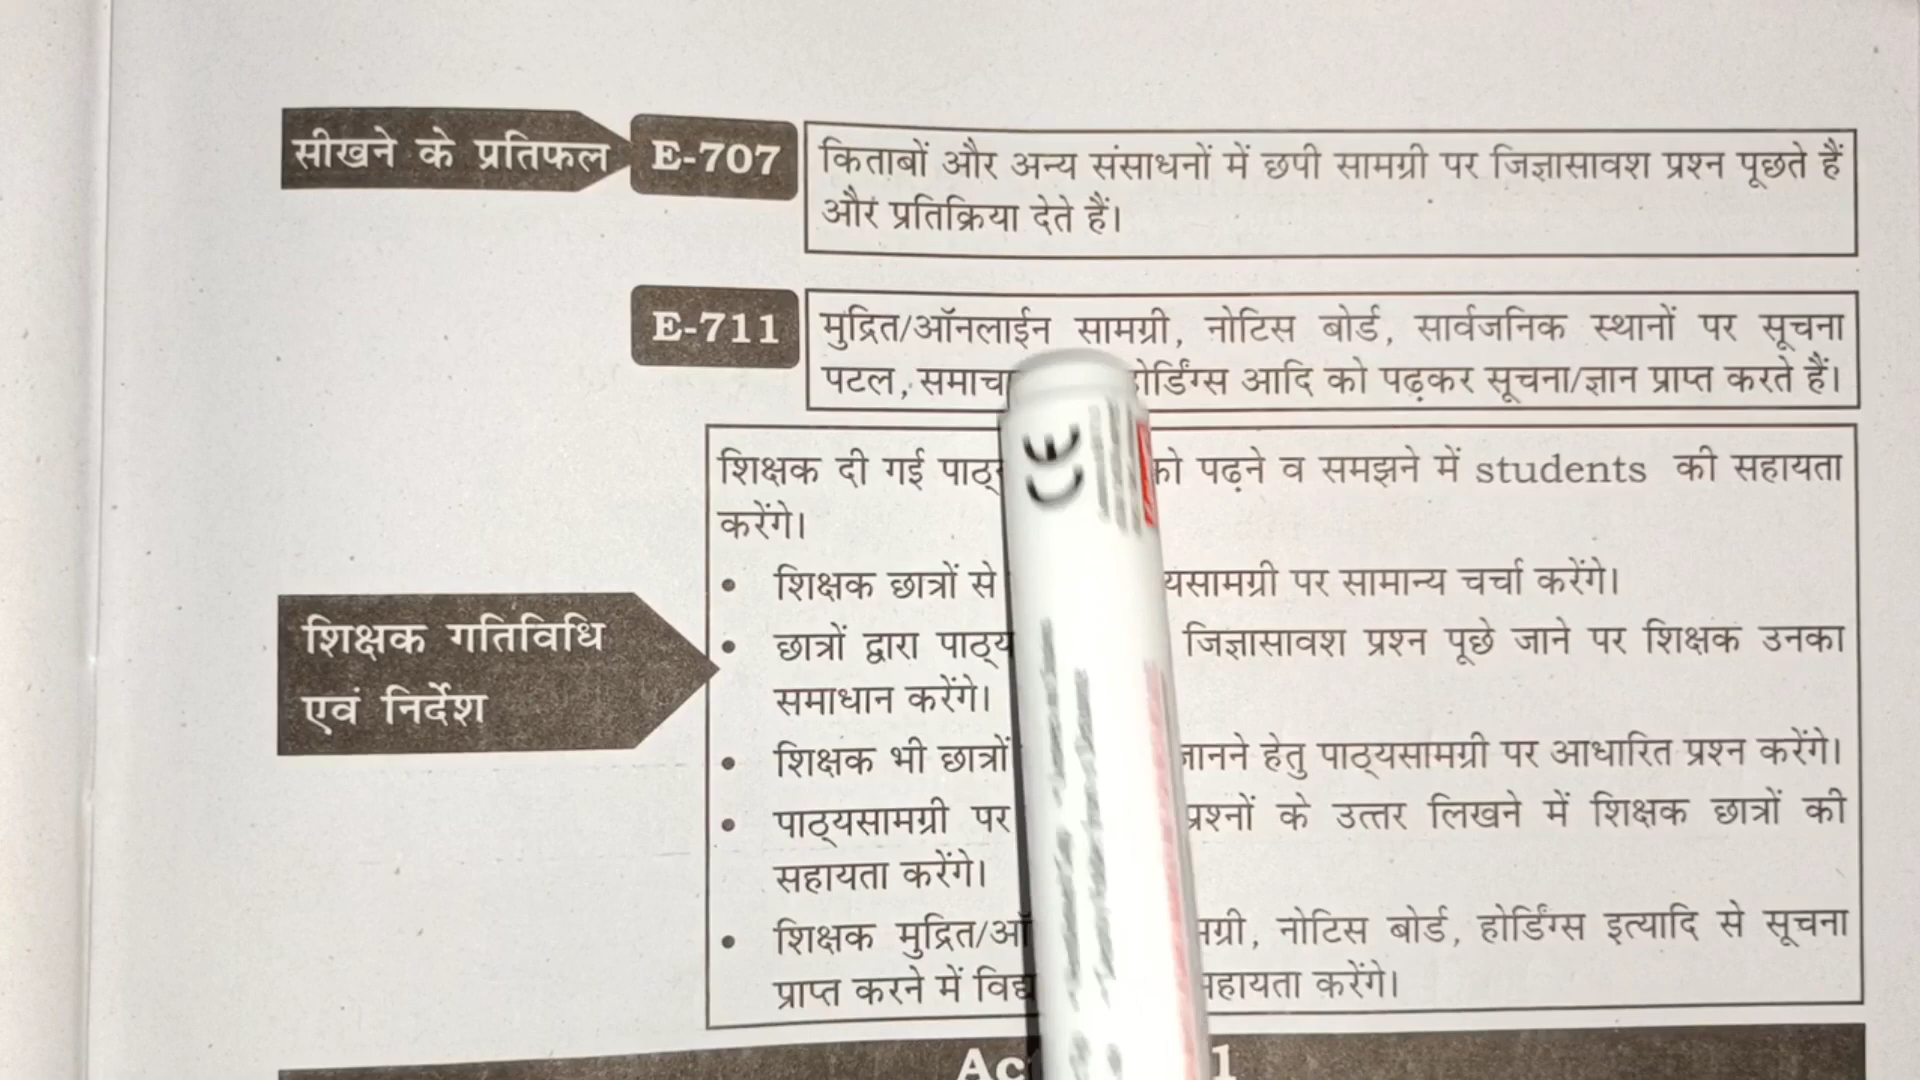 सीखने के प्रतिफल E-707 किताबों और अन्य संसाधनों में छपी सामग्री पर जिज्ञासावश प्रश्न पूछते हैं
और प्रतिक्रिया देते हैं।
E-711 मुद्रित/ऑनलाईन सामग्री, नोटिस बोर्ड, सार्वजनिक स्थानों पर सूचना
पटल, होर्डिंग्स आदि को पढ़कर सूचना/ज्ञान प्राप्त करते हैं।
शिक्षक दी गई को पढ़ने व समझने में students की सहायता
करेंगे।
• शिक्षक छात्रों से पर सामान्य चर्चा करेंगे।
• छात्रों द्वारा जिज्ञासावश प्रश्न पूछे जाने पर शिक्षक उनका
समाधान करेंगे।
शिक्षक गतिविधि
एवं निर्देश
• शिक्षक भी छात्रों जानने हेतु पाठ्यसामग्री पर आधारित प्रश्न करेंगे।
• पाठ्यसामग्री पर प्रश्नों के उत्तर लिखने में शिक्षक छात्रों की
सहायता करेंगे।
• शिक्षक मुद्रित/ नोटिस बोर्ड, होर्डिंग्स इत्यादि से सूचना
प्राप्त करने में सहायता करेंगे।
1